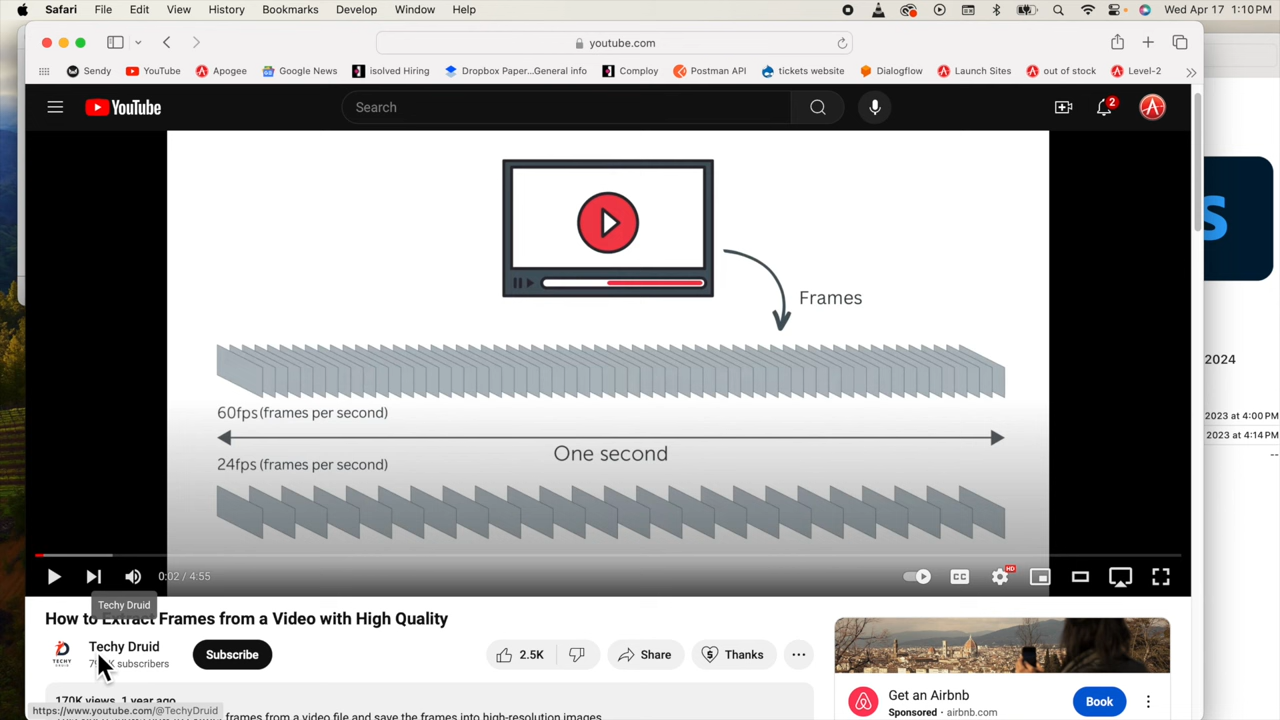 Safari File Edit View History Bookmarks Develop Window Help Wed Apr 17 1:10 PM
youtube.com
Sendy YouTube Apogee Google News isolved Hiring Dropbox Paper...General info Comploy Postman API tickets website Dialogflow Launch Sites out of stock Level-2
YouTube Search 2
S
Frames
60fps(frames per second)
One second
24fps(frames per second)
2024
2023 at 4:00 PM
2023 at 4:14 PM
--
0:02 / 4:55 CC HD
Techy Druid
How to Extract Frames from a Video with High Quality
TECHY DRUID
Techy Druid
subscribers
Subscribe 2.5K Share Thanks
170K views 1 year ago
https://www.youtube.com/@TechyDruid
frames from a video file and save the frames into high-resolution images
Get an Airbnb
Sponsored · airbnb.com
Book